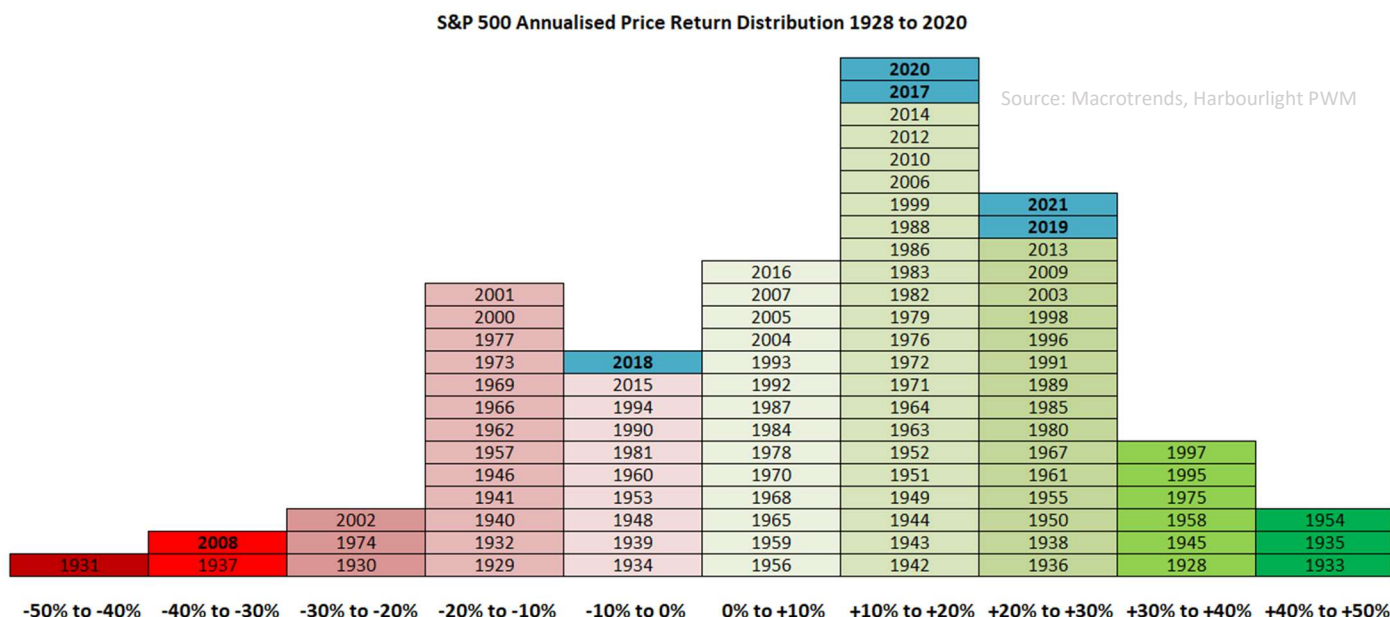 S&P 500 Annualised Price Return Distribution 1928 to 2020
Source: Macrotrends, Harbourlight PWM
2020
2017
2014
2012
2010
2006
1999 2021
1988 2019
1986 2013
2016 1983 2009
2001 2007 1982 2003
2000 2005 1979 1998
1977 2004 1976 1996
1973 2018 1993 1972 1991
1969 2015 1992 1971 1989
1966 1994 1987 1964 1985
1962 1990 1984 1963 1980
1957 1981 1978 1952 1967 1997
1946 1960 1970 1951 1961 1995
1941 1953 1968 1949 1955 1975
2002 1940 1948 1965 1944 1950 1958 1954
2008 1974 1932 1939 1959 1943 1938 1945 1935
1931 1937 1930 1929 1934 1956 1942 1936 1928 1933
-50% to -40% -40% to -30% -30% to -20% -20% to -10% -10% to 0% 0% to +10% +10% to +20% +20% to +30% +30% to +40% +40% to +50%